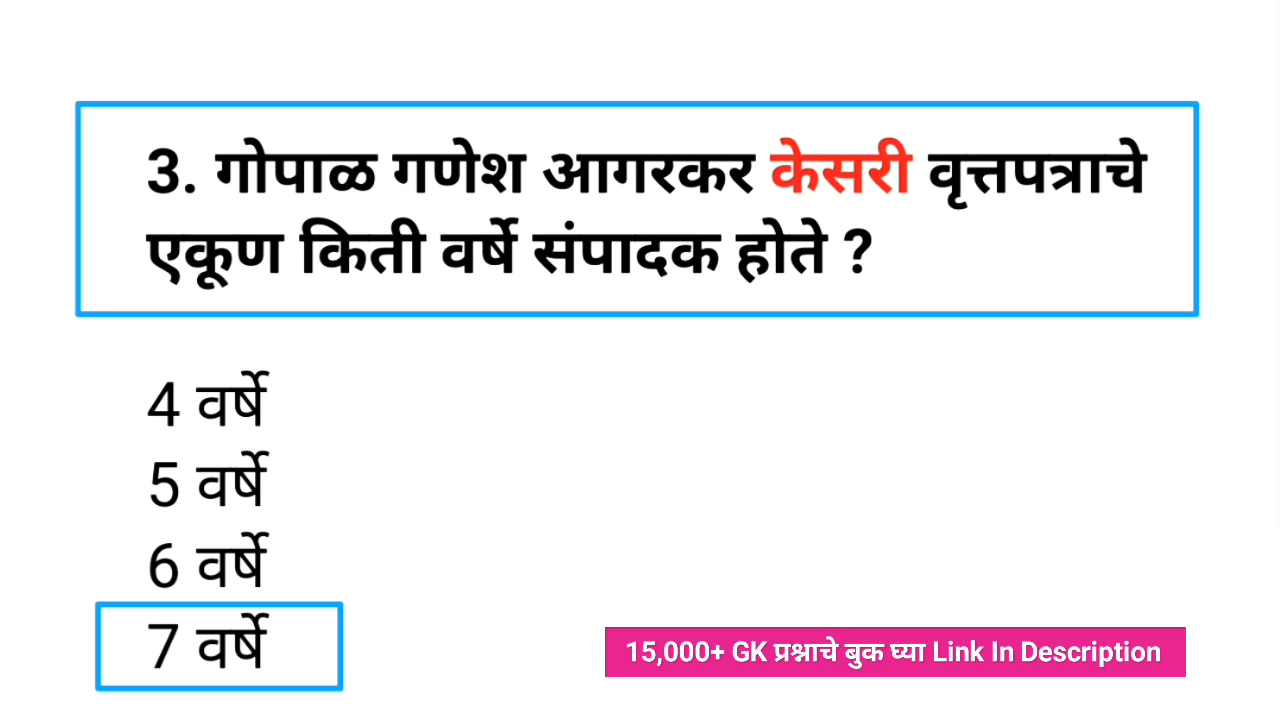 3. गोपाळ गणेश आगरकर केसरी वृत्तपत्राचे
एकूण किती वर्षे संपादक होते ?
4 वर्षे
5 वर्षे
6 वर्षे
7 वर्षे
15,000+ GK प्रश्नाचे बुक घ्या Link In Description